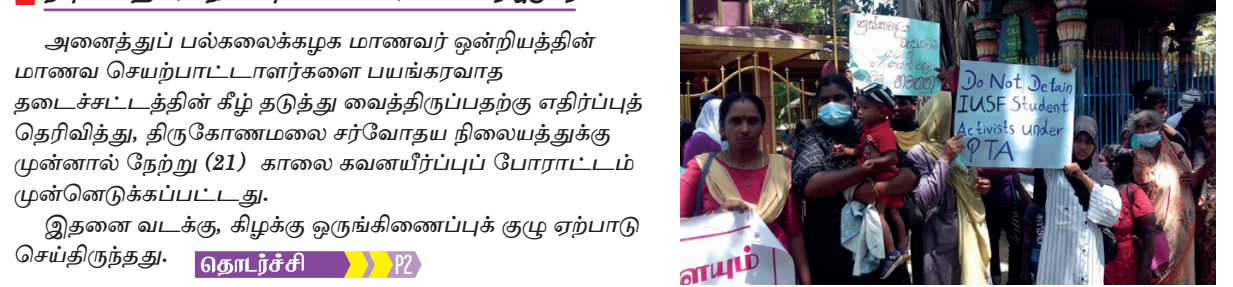 அனைத்துப் பல்கலைக்கழக மாணவர் ஒன்றியத்தின்
மாணவ செயற்பாட்டாளர்களை பயங்கரவாத
தடைச்சட்டத்தின் கீழ் தடுத்து வைத்திருப்பதற்கு எதிர்ப்புத்
தெரிவித்து, திருகோணமலை சர்வோதய நிலையத்துக்கு
முன்னால் நேற்று (21) காலை கவனயீர்ப்புப் போராட்டம்
முன்னெடுக்கப்பட்டது.
இதனை வடக்கு, கிழக்கு ஒருங்கிணைப்புக் குழு ஏற்பாடு
செய்திருந்தது.
தொடர்ச்சி P2
Do Not Detain
IUSF Student
Activists under
PTA